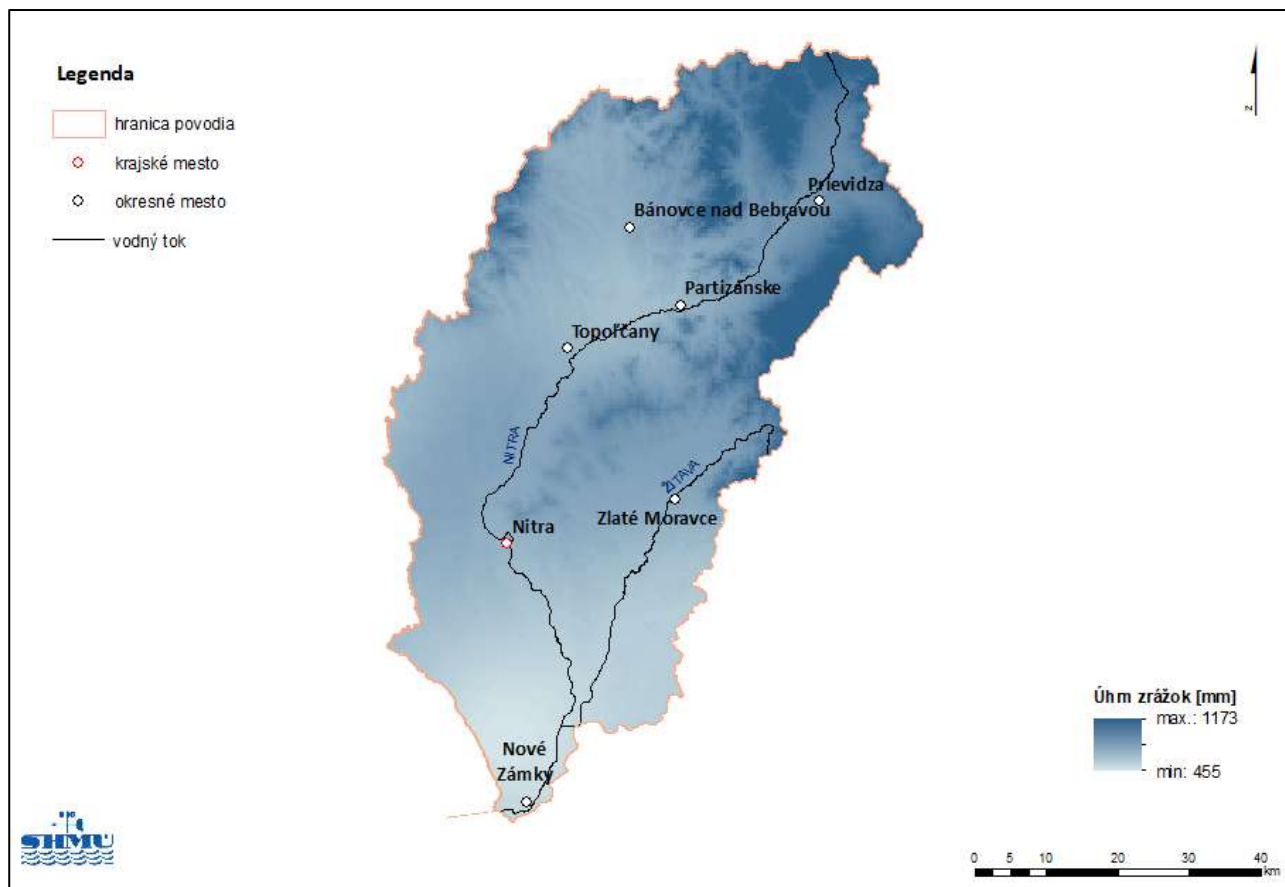 Legenda
hranica povodia
krajské mesto
okresné mesto
vodný tok
N
Prievidza
Bánovce nad Bebravou
Partizánske
Topoľčany
NITRA
ŽITAVA
Zlaté Moravce
Nitra
Nové
Zámky
Úhrn zrážok [mm]
max.: 1173
min: 455
SHMÚ
0 5 10 20 30 40
km